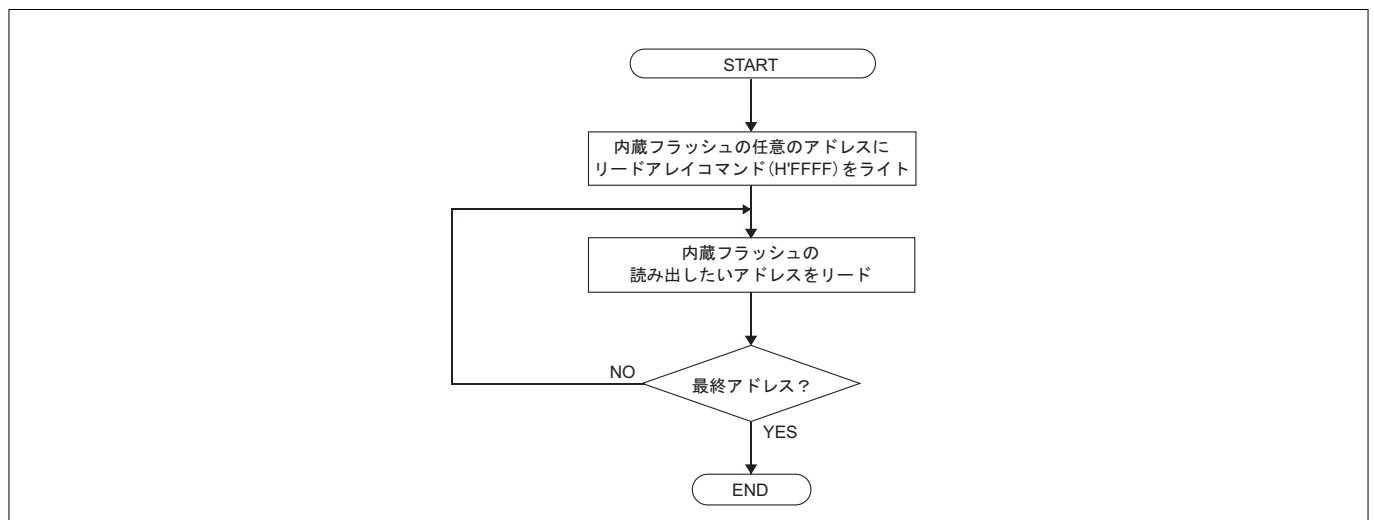 START
内蔵フラッシュの任意のアドレスに
リードアレイコマンド(H'FFFF)をライト
内蔵フラッシュの
読み出したいアドレスをリード
NO
最終アドレス？
YES
END